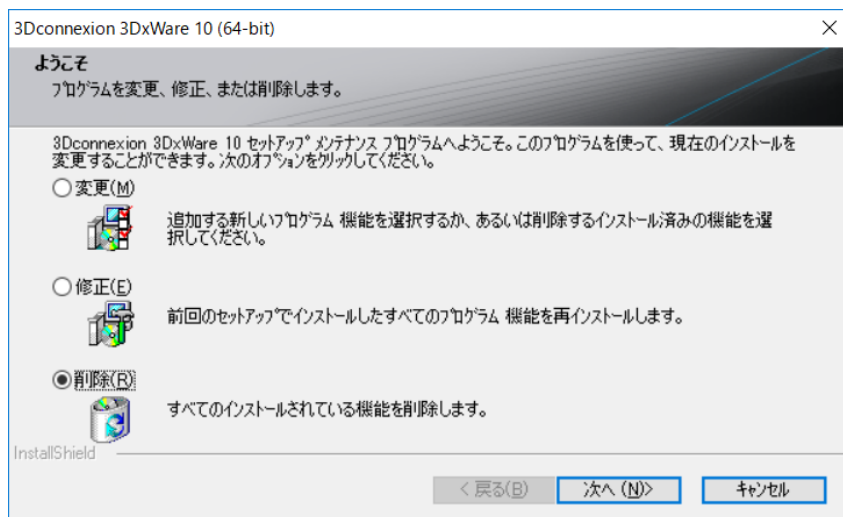 3Dconnexion 3DxWare 10 (64-bit)
ようこそ
プログラムを変更、修正、または削除します。
3Dconnexion 3DxWare 10 セットアップ メンテナンス プログラムへようこそ。このプログラムを使って、現在のインストールを
変更することができます。次のオプションをクリックしてください。
変更(M)
追加する新しいプログラム 機能を選択するか、あるいは削除するインストール済みの機能を選
択してください。
修正(E)
前回のセットアップでインストールしたすべてのプログラム 機能を再インストールします。
削除(R)
すべてのインストールされている機能を削除します。
InstallShield
< 戻る(B) 次へ (N)> キャンセル